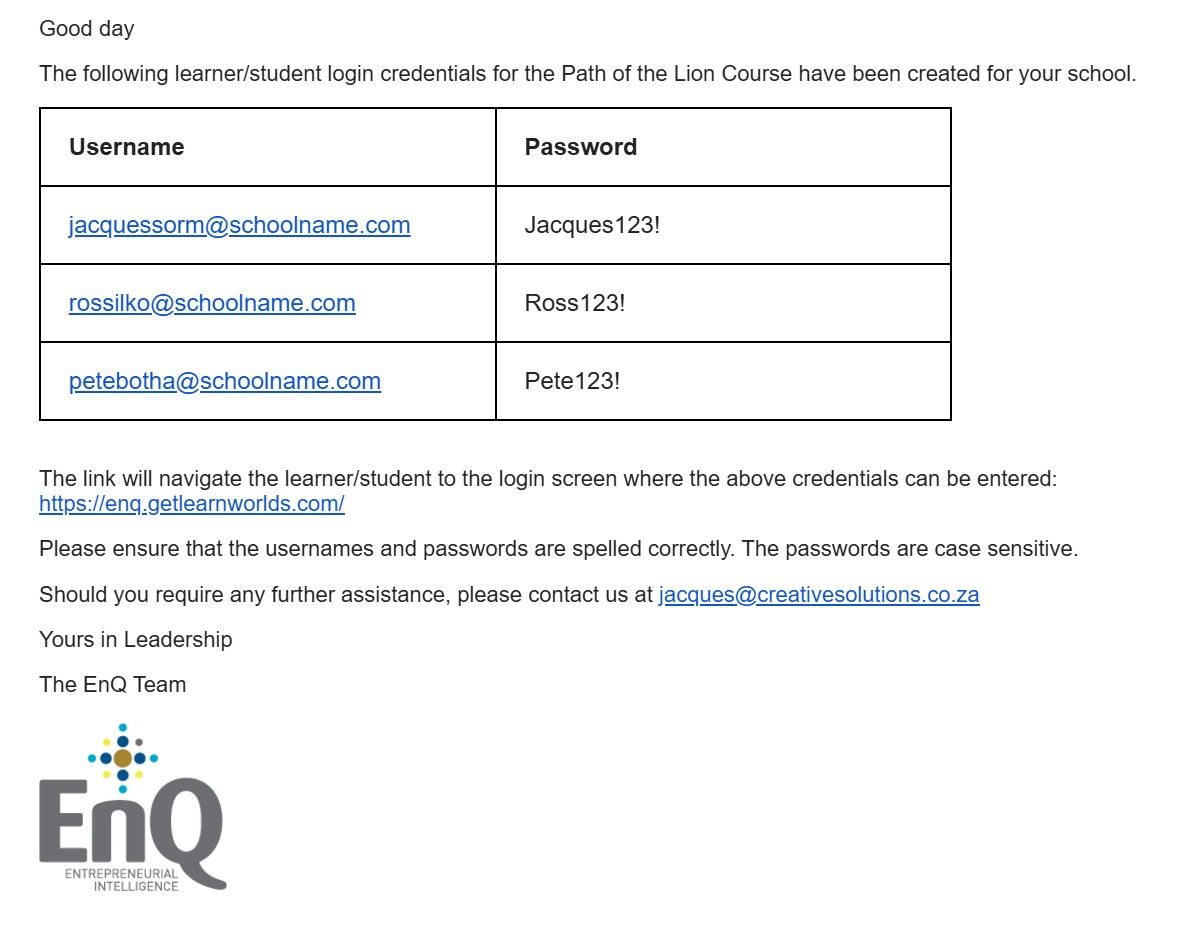 Good day
The following learner/student login credentials for the Path of the Lion Course have been created for your school.
Username Password
jacquessorm@schoolname.com Jacques123!
rossilko@schoolname.com Ross123!
petebotha@schoolname.com Pete123!
The link will navigate the learner/student to the login screen where the above credentials can be entered:
https://enq.getlearnworlds.com/
Please ensure that the usernames and passwords are spelled correctly. The passwords are case sensitive.
Should you require any further assistance, please contact us at jacques@creativesolutions.co.za
Yours in Leadership
The EnQ Team
EnQ
ENTREPRENEURIAL
INTELLIGENCE